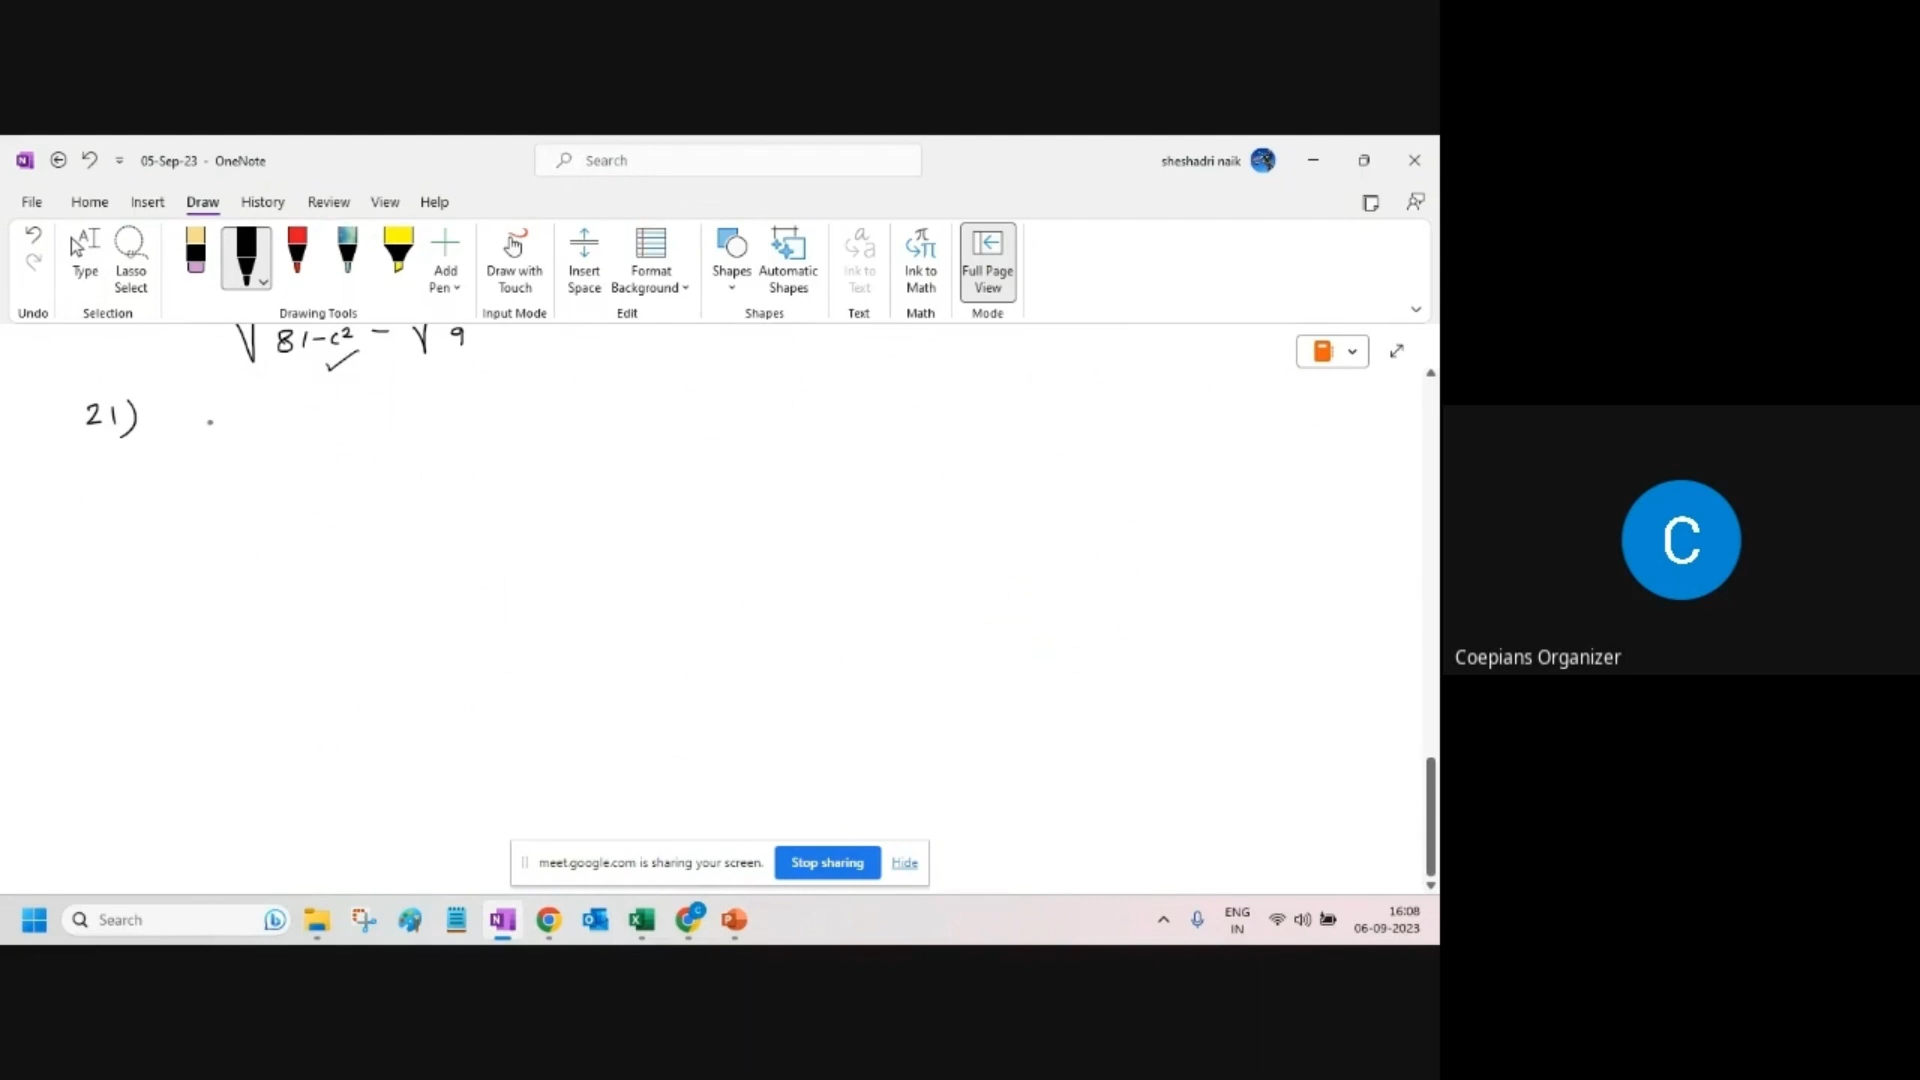 05-Sep-23 - OneNote
Search
sheshadri naik
File Home Insert Draw History Review View Help
Type
Lasso Select
Add Pen
Draw with Touch
Insert Space
Format Background
Shapes
Automatic Shapes
Ink to Text
Ink to Math
Full Page View
Undo Selection Drawing Tools Input Mode Edit Shapes Text Math Mode
√81-c² - √9
21)
C
Coepians Organizer
meet.google.com is sharing your screen. Stop sharing Hide
Search
ENG IN
16:08
06-09-2023